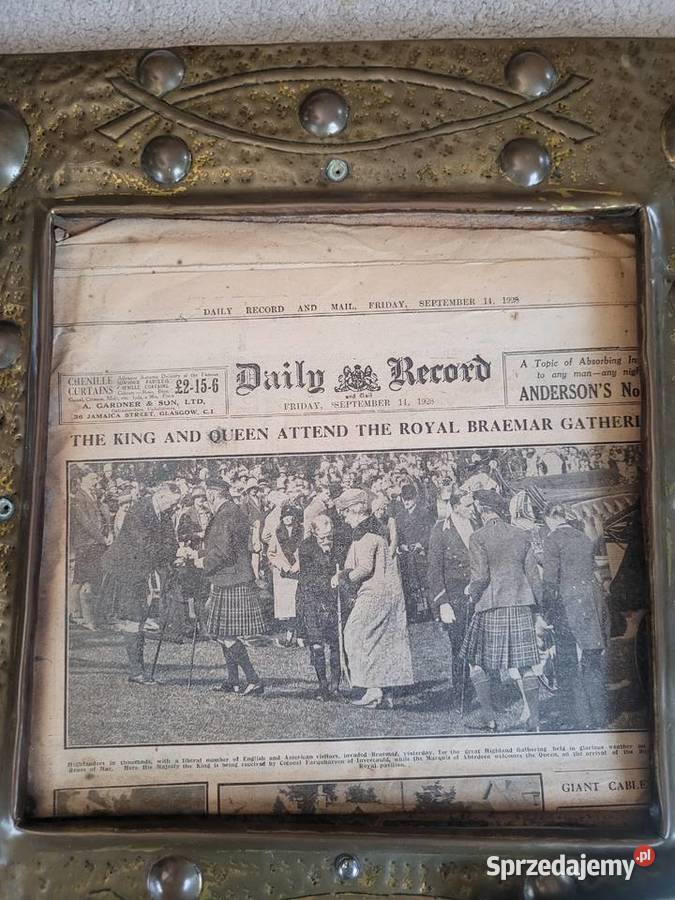 DAILY RECORD AND MAIL, FRIDAY, SEPTEMBER 14, 1928
CHENILLE CURTAINS
£2-15-6
A. GARDNER & SON, LTD,
36 JAMAICA STREET, GLASGOW, C.1
Daily Record
and Mail
FRIDAY, SEPTEMBER 14, 1928
A Topic of Absorbing In
to any man—any nig
ANDERSON'S No
THE KING AND QUEEN ATTEND THE ROYAL BRAEMAR GATHERI
Highlanders in thousands, with a liberal number of English and American visitors, invaded Braemar, yesterday, for the great Highland Gathering held in glorious weather
Braes of Mar. Here His Majesty the King is being received by Colonel Farquharson of Invercauld, while the Marquis of Aberdeen welcomes the Queen, on the arrival of the
Royal pavilion.
GIANT CABLE
Sprzedajemy.pl